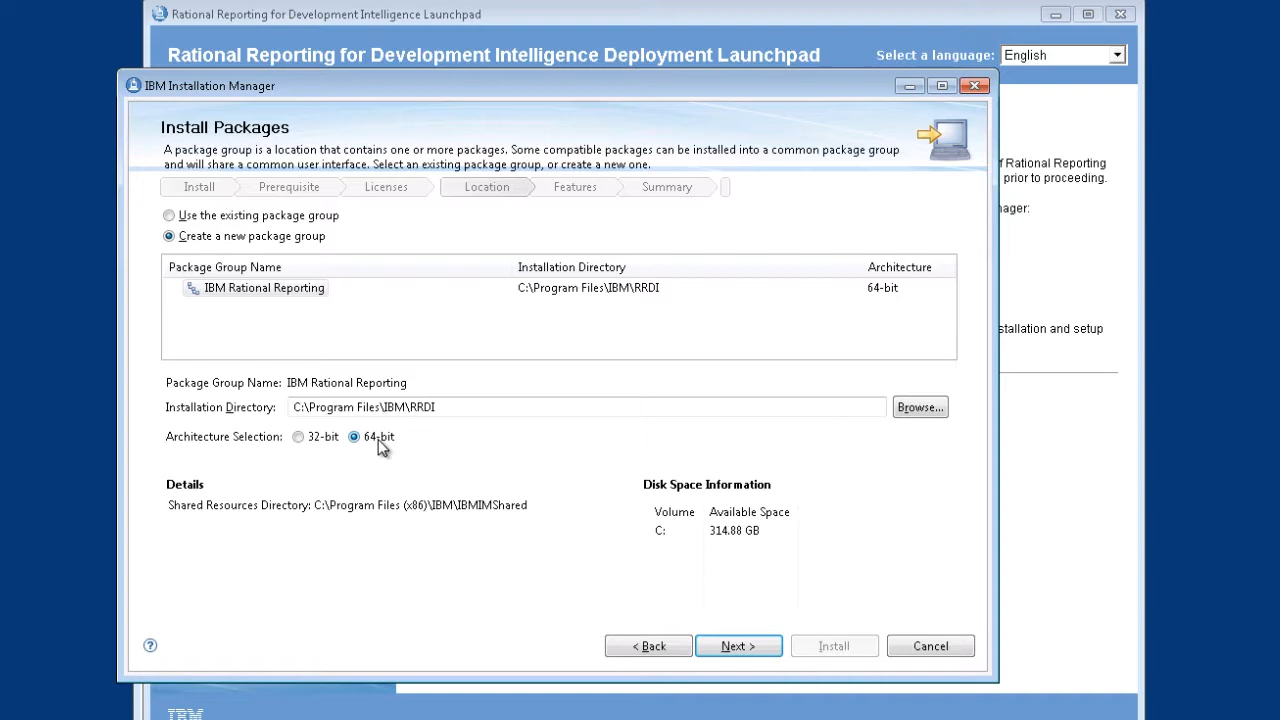 Rational Reporting for Development Intelligence Launchpad
Rational Reporting for Development Intelligence Deployment Launchpad
Select a language: English
IBM Installation Manager
Install Packages
A package group is a location that contains one or more packages. Some compatible packages can be installed into a common package group
and will share a common user interface. Select an existing package group, or create a new one.
Install Prerequisite Licenses Location Features Summary
Use the existing package group
Create a new package group
Package Group Name Installation Directory Architecture
IBM Rational Reporting C:\Program Files\IBM\RRDI 64-bit
Package Group Name: IBM Rational Reporting
Installation Directory: C:\Program Files\IBM\RRDI Browse...
Architecture Selection: 32-bit 64-bit
Details
Shared Resources Directory: C:\Program Files (x86)\IBM\IBMIMShared
Disk Space Information
Volume Available Space
C: 314.88 GB
? < Back Next > Install Cancel
of Rational Reporting
prior to proceeding.
nager:
stallation and setup
IBM